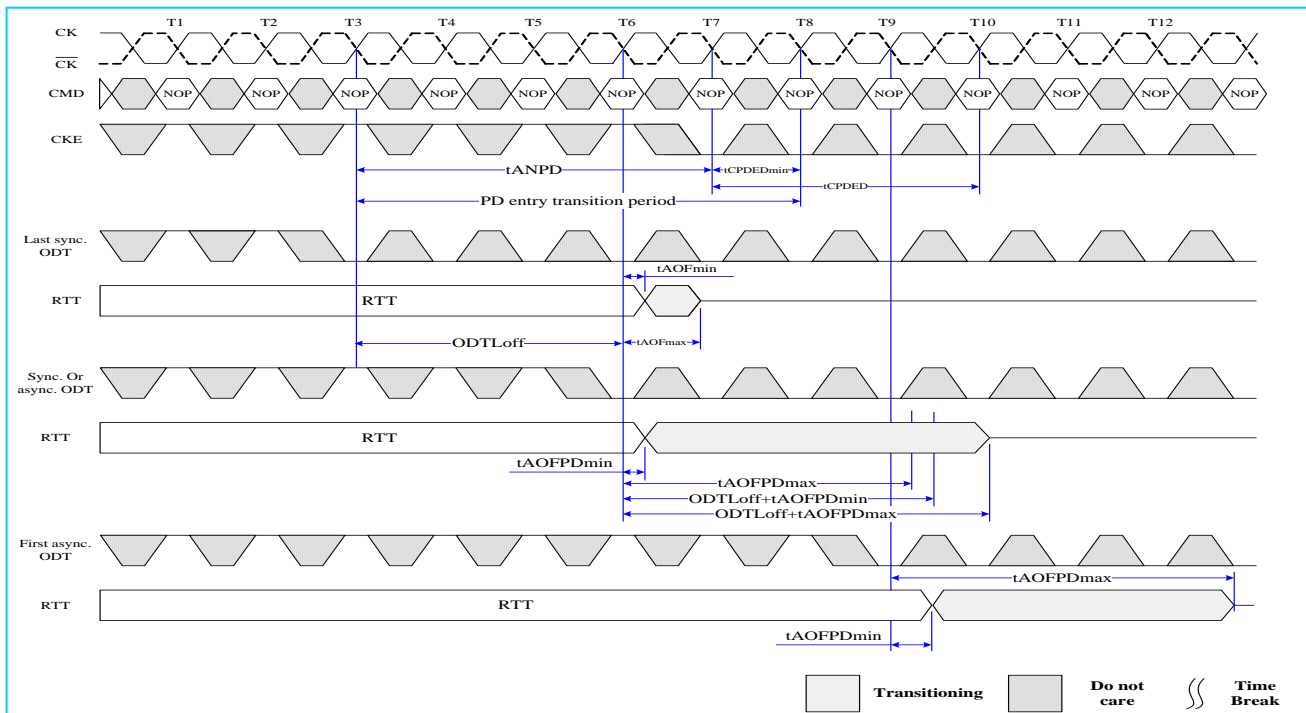 T1 T2 T3 T4 T5 T6 T7 T8 T9 T10 T11 T12
CK
CK
CMD NOP NOP NOP NOP NOP NOP NOP NOP NOP NOP NOP NOP NOP
CKE
tANPD tCPDEDmin
tCPDED
PD entry transition period
Last sync.
ODT
tAOFmin
RTT RTT
ODTLoff tAOFmax
Sync. Or
async. ODT
RTT RTT
tAOFPDmin
tAOFPDmax
ODTLoff+tAOFPDmin
ODTLoff+tAOFPDmax
First async.
ODT
tAOFPDmax
RTT RTT
tAOFPDmin
Transitioning
Do not
care
Time
Break